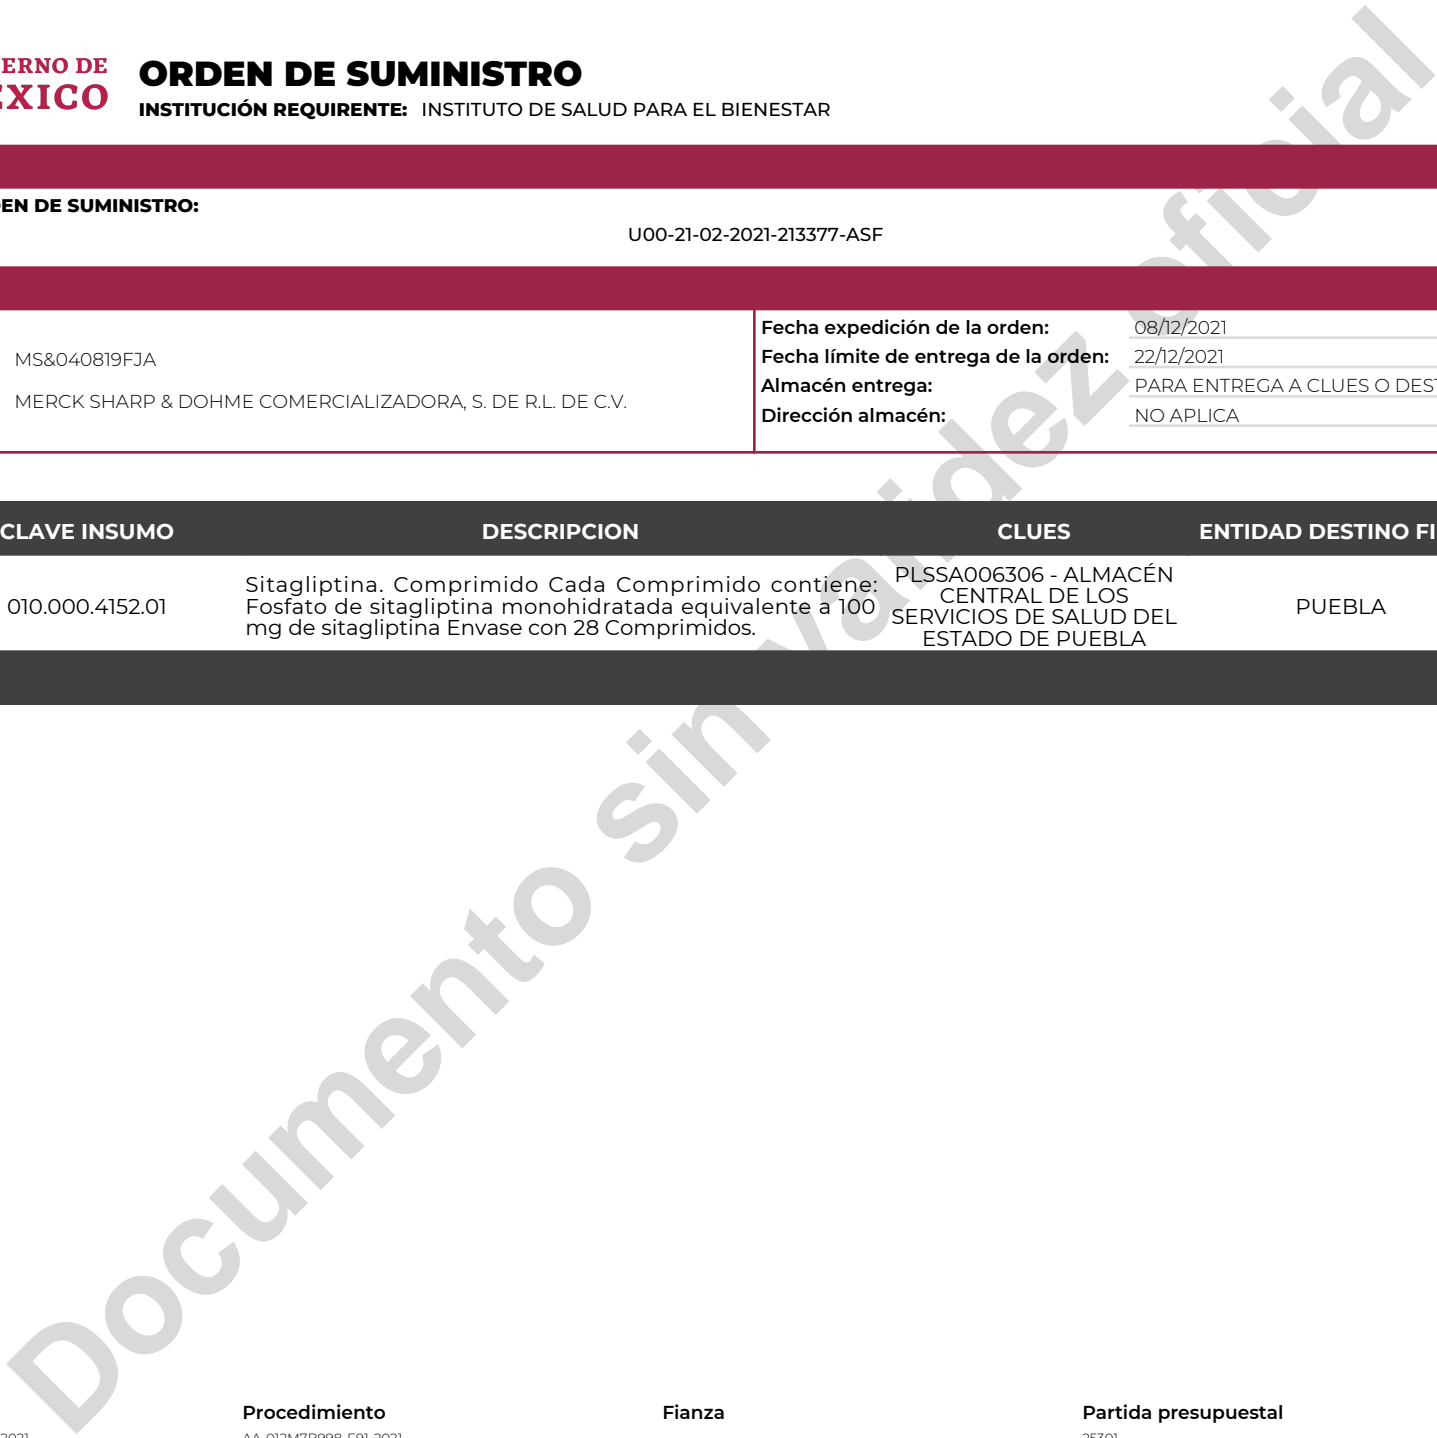 ERNO DE
ORDEN DE SUMINISTRO
INSTITUCIÓN REQUIRENTE: INSTITUTO DE SALUD PARA EL BIENESTAR
DE SUMINISTRO:
U00-21-02-2021-213377-ASF
MS&040819FJA
MERCK SHARP & DOHME COMERCIALIZADORA, S. DE R.L. DE C.V.
Fecha expedición de la orden: 08/12/2021
Fecha límite de entrega de la orden: 22/12/2021
Almacén entrega: PARA ENTREGA A CLUES O DEST
Dirección almacén: NO APLICA
CLAVE INSUMO DESCRIPCION CLUES ENTIDAD DESTINO FI
010.000.4152.01
Sitagliptina. Comprimido Cada Comprimido contiene:
Fosfato de sitagliptina monohidratada equivalente a 100
mg de sitagliptina Envase con 28 Comprimidos.
PLSSA006306 - ALMACÉN
CENTRAL DE LOS
SERVICIOS DE SALUD DEL
ESTADO DE PUEBLA
PUEBLA
Documento sin validez oficial
Procedimiento Fianza Partida presupuestal